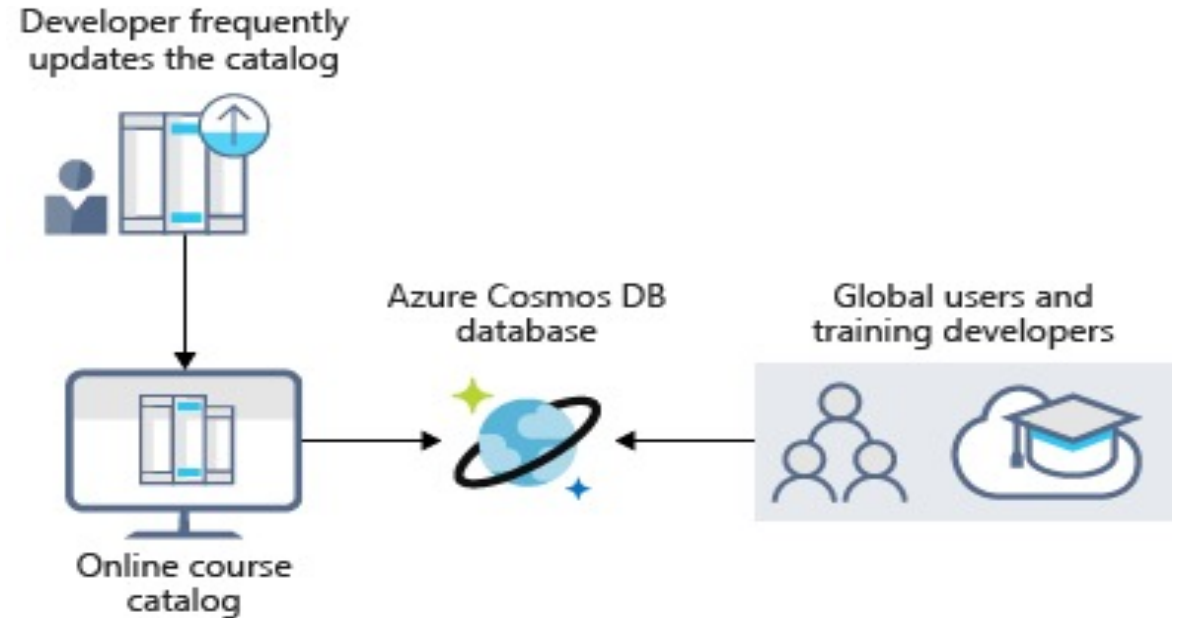 Developer frequently
updates the catalog
Azure Cosmos DB
database
Global users and
training developers
Online course
catalog